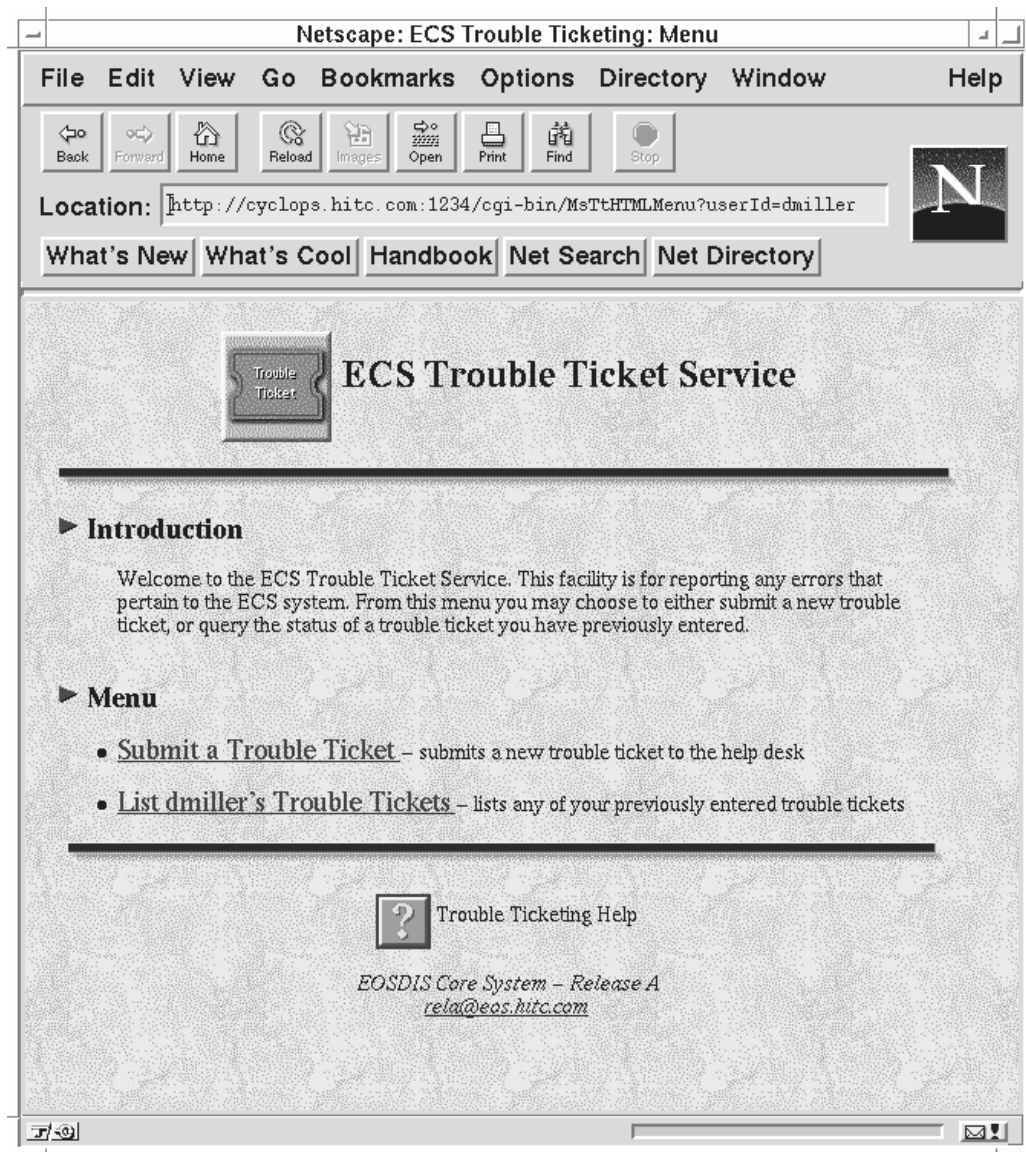 Netscape: ECS Trouble Ticketing: Menu
File Edit View Go Bookmarks Options Directory Window Help
Back Forward Home Reload Images Open Print Find Stop
Location: http://cyclops.hitc.com:1234/cgi-bin/MsTtHTMLMenu?userId=dmiller
N
What's New What's Cool Handbook Net Search Net Directory
Trouble
Ticket
ECS Trouble Ticket Service
Introduction
Welcome to the ECS Trouble Ticket Service. This facility is for reporting any errors that
pertain to the ECS system. From this menu you may choose to either submit a new trouble
ticket, or query the status of a trouble ticket you have previously entered.
Menu
• Submit a Trouble Ticket – submits a new trouble ticket to the help desk
• List dmiller's Trouble Tickets – lists any of your previously entered trouble tickets
? Trouble Ticketing Help
EOSDIS Core System – Release A
rela@eos.hitc.com